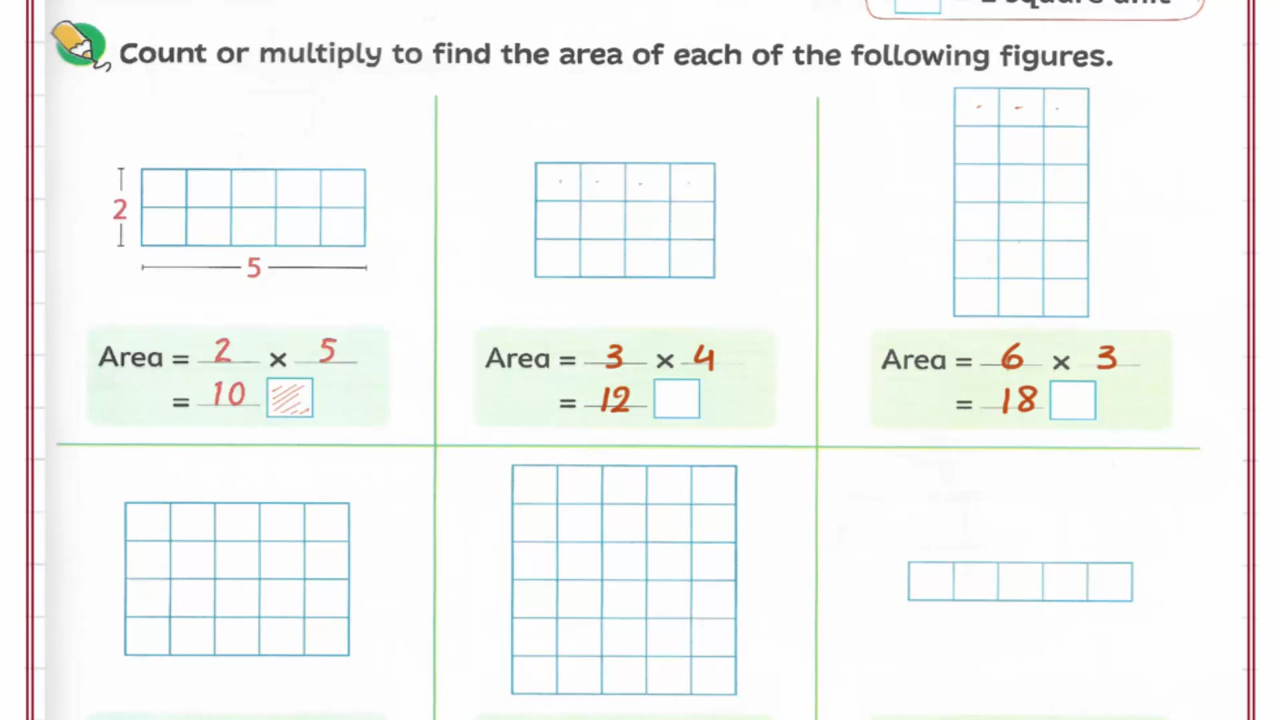 Count or multiply to find the area of each of the following figures.
2
5
Area = 2 × 5
= 10
Area = 3 × 4
= 12
Area = 6 × 3
= 18